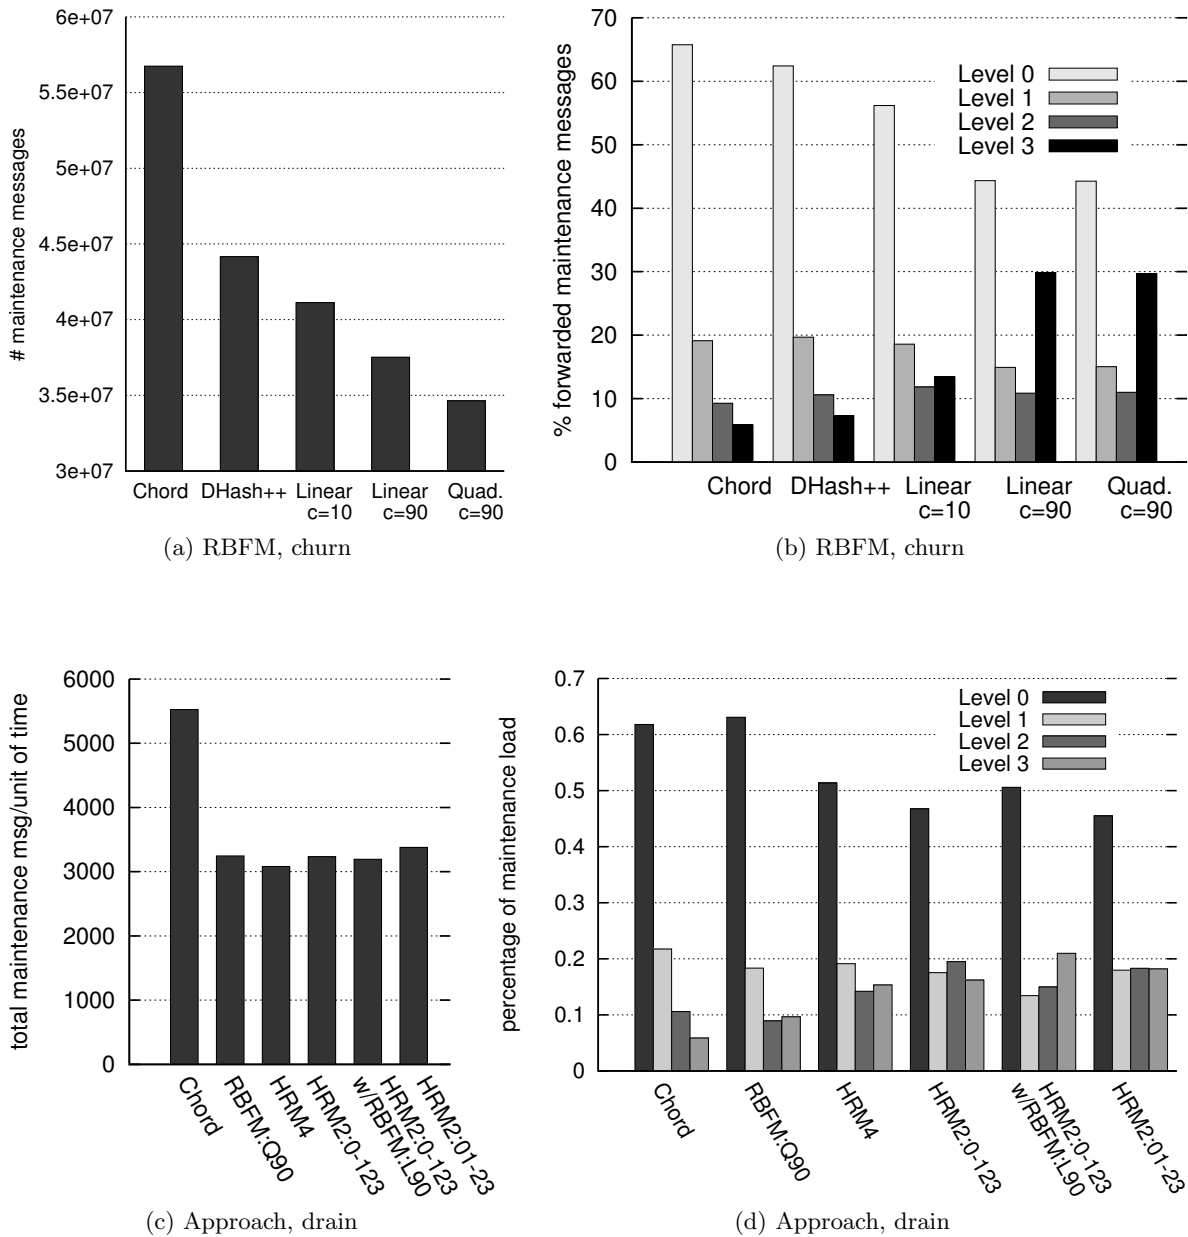 # maintenance messages
6e+07
5.5e+07
5e+07
4.5e+07
4e+07
3.5e+07
3e+07
Chord DHash++ Linear Linear Quad.
c=10 c=90 c=90
(a) RBFM, churn
% forwarded maintenance messages
70
60
50
40
30
20
10
0
Level 0
Level 1
Level 2
Level 3
Chord DHash++ Linear Linear Quad.
c=10 c=90 c=90
(b) RBFM, churn
total maintenance msg/unit of time
6000
5000
4000
3000
2000
1000
0
Chord
RBFM:Q90
HRM4
HRM2:0-123
HRM2:0-123
w/RBFM:L90
HRM2:01-23
(c) Approach, drain
percentage of maintenance load
0.7
0.6
0.5
0.4
0.3
0.2
0.1
0
Level 0
Level 1
Level 2
Level 3
Chord
RBFM:Q90
HRM4
HRM2:0-123
HRM2:0-123
w/RBFM:L90
HRM2:01-23
(d) Approach, drain